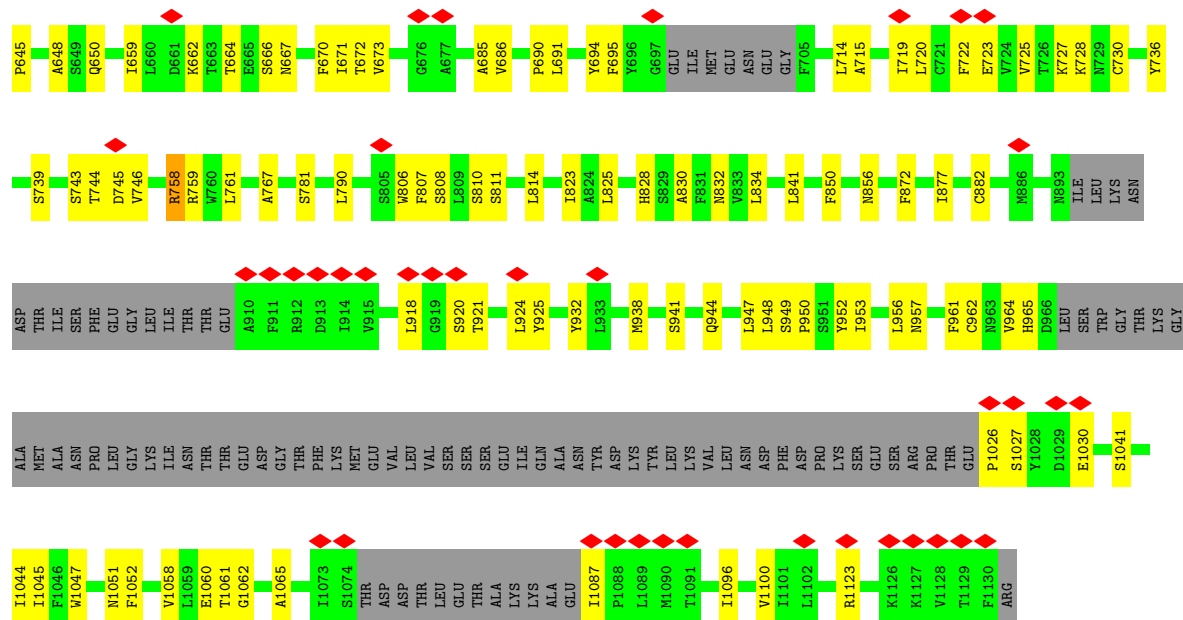 P645 A648 S649 Q650 I659 L660 D661 K662 T663 T664 E665 S666 N667 F670 I671 T672 V673 G676 A677 A685 V686 P690 L691 Y694 F695 Y696 G697 GLU ILE MET GLU ASN GLU GLY F705 L714 A715 I719 L720 C721 F722 E723 V724 V725 T726 K727 K728 N729 C730 Y736
S739 S743 T744 D745 V746 R758 R759 W760 L761 A767 S781 L790 S805 W806 F807 S808 L809 S810 S811 L814 I823 A824 L825 H828 S829 A830 F831 N832 V833 L834 L841 F850 N856 F872 I877 C882 M886 N893 ILE LEU LYS ASN
ASP THR ILE SER PHE GLU GLY LEU ILE THR THR GLU A910 F911 R912 D913 I914 V915 L918 G919 S920 T921 L924 Y925 Y932 L933 M938 S941 Q944 L947 L948 S949 P950 S951 Y952 I953 L956 N957 F961 C962 N963 V964 H965 D966 LEU SER TRP GLY THR LYS GLY
ALA MET ALA ASN PRO LEU GLY LYS ILE ASN THR THR GLU ASP GLY THR PHE LYS MET GLU VAL LEU VAL SER SER SER GLU ILE GLN ALA ASN TYR ASP LYS TYR LEU LYS VAL LEU ASN ASP PHE ASP PRO LYS SER GLU SER ARG PRO THR GLU P1026 S1027 Y1028 D1029 E1030 S1041
I1044 I1045 F1046 W1047 N1051 F1052 V1058 L1059 E1060 T1061 G1062 A1065 I1073 S1074 THR ASP ASP THR LEU GLU THR ALA LYS LYS ALA GLU I1087 P1088 L1089 M1090 T1091 I1096 V1100 I1101 L1102 R1123 K1126 K1127 V1128 T1129 F1130 ARG